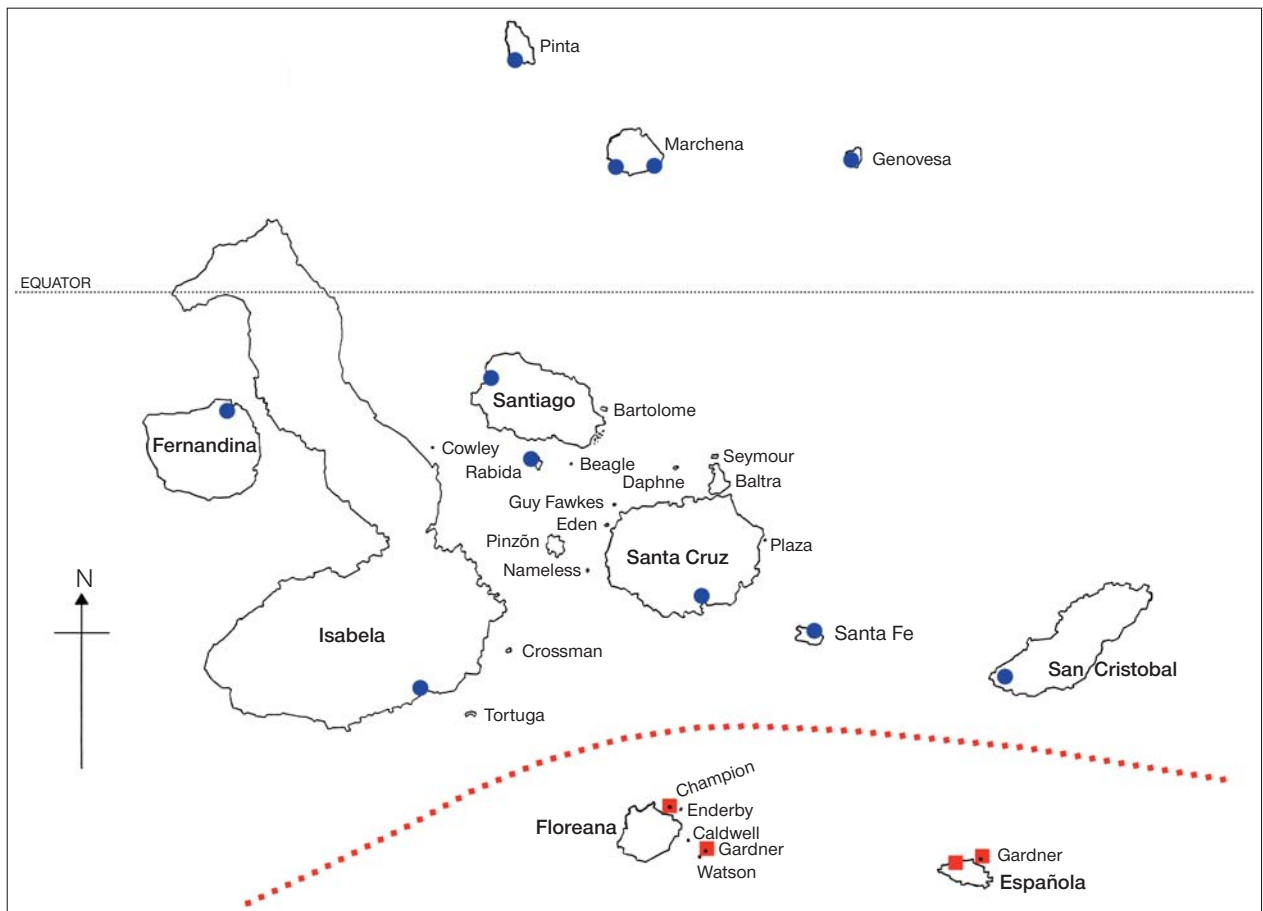 Pinta
Marchena
Genovesa
EQUATOR
Santiago
Bartolome
Fernandina
Cowley
Rabida
Beagle
Seymour
Daphne
Baltra
Guy Fawkes
Eden
Pinzõn
Santa Cruz
Plaza
Nameless
N
Isabela
Santa Fe
Crossman
San Cristobal
Tortuga
Champion
Enderby
Floreana
Caldwell
Gardner
Watson
Gardner
Española